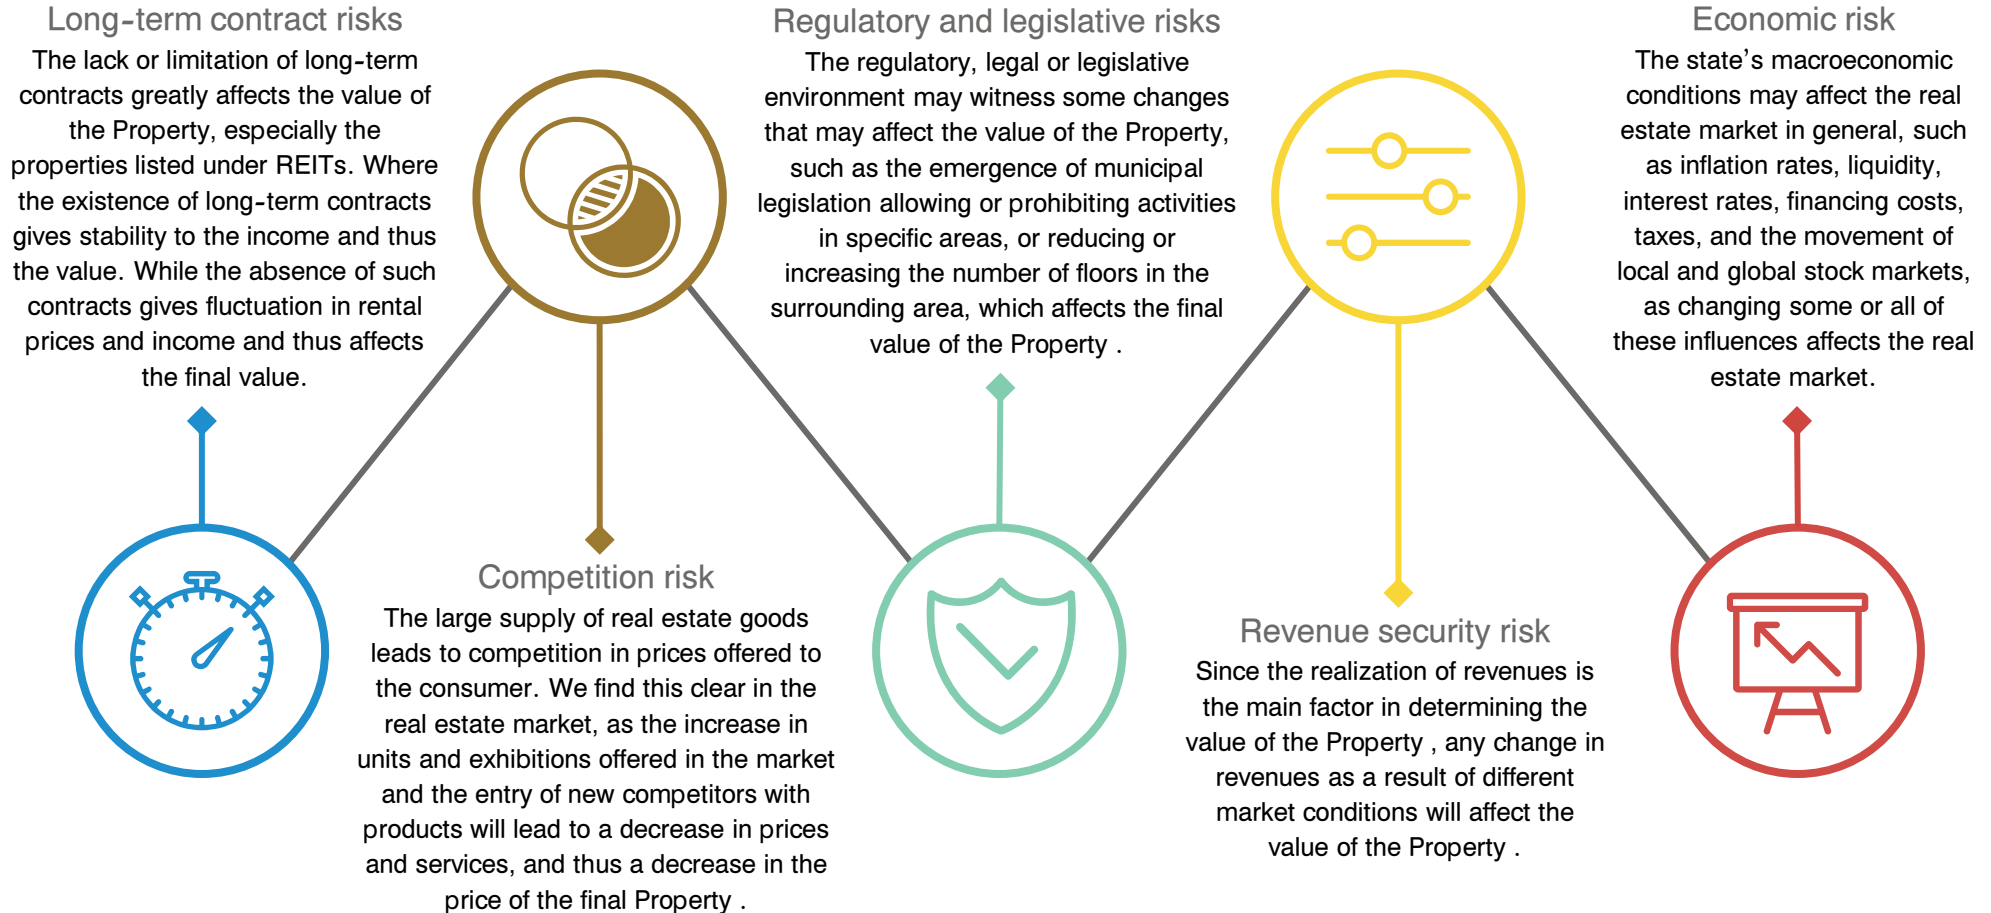 Long-term contract risks
The lack or limitation of long-term
contracts greatly affects the value of
the Property, especially the
properties listed under REITs. Where
the existence of long-term contracts
gives stability to the income and thus
the value. While the absence of such
contracts gives fluctuation in rental
prices and income and thus affects
the final value.
Competition risk
The large supply of real estate goods
leads to competition in prices offered to
the consumer. We find this clear in the
real estate market, as the increase in
units and exhibitions offered in the market
and the entry of new competitors with
products will lead to a decrease in prices
and services, and thus a decrease in the
price of the final Property .
Regulatory and legislative risks
The regulatory, legal or legislative
environment may witness some changes
that may affect the value of the Property,
such as the emergence of municipal
legislation allowing or prohibiting activities
in specific areas, or reducing or
increasing the number of floors in the
surrounding area, which affects the final
value of the Property .
Revenue security risk
Since the realization of revenues is
the main factor in determining the
value of the Property , any change in
revenues as a result of different
market conditions will affect the
value of the Property .
Economic risk
The state’s macroeconomic
conditions may affect the real
estate market in general, such
as inflation rates, liquidity,
interest rates, financing costs,
taxes, and the movement of
local and global stock markets,
as changing some or all of
these influences affects the real
estate market.